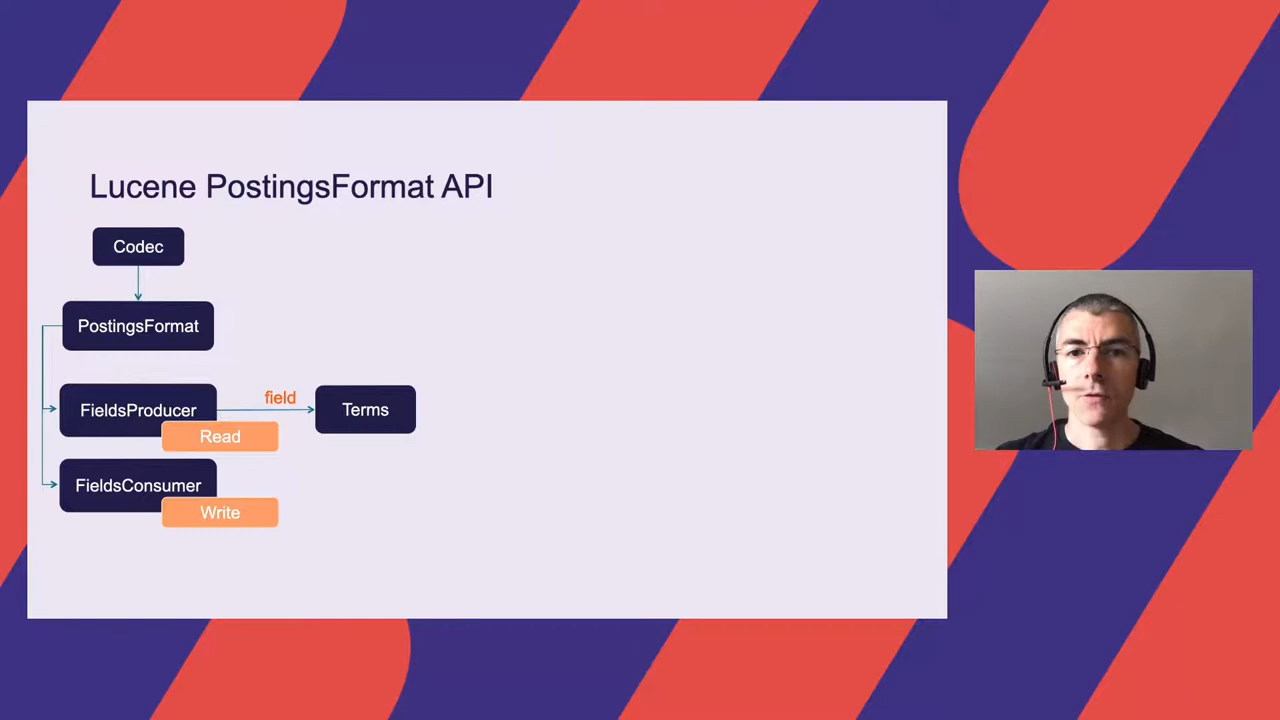 Lucene PostingsFormat API
Codec
PostingsFormat
FieldsProducer
field
Terms
Read
FieldsConsumer
Write